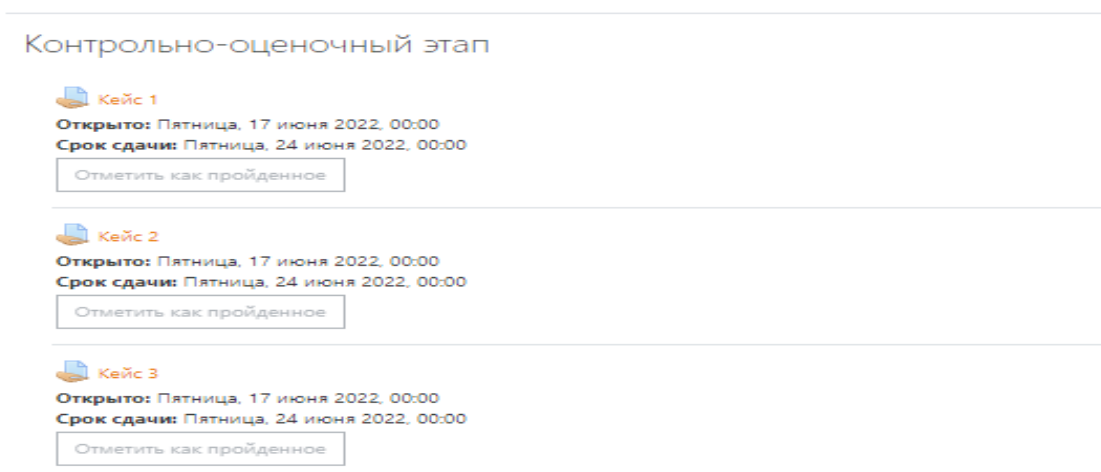 Контрольно-оценочный этап
Кейс 1
Открыто: Пятница, 17 июня 2022, 00:00
Срок сдачи: Пятница, 24 июня 2022, 00:00
Отметить как пройденное
Кейс 2
Открыто: Пятница, 17 июня 2022, 00:00
Срок сдачи: Пятница, 24 июня 2022, 00:00
Отметить как пройденное
Кейс 3
Открыто: Пятница, 17 июня 2022, 00:00
Срок сдачи: Пятница, 24 июня 2022, 00:00
Отметить как пройденное